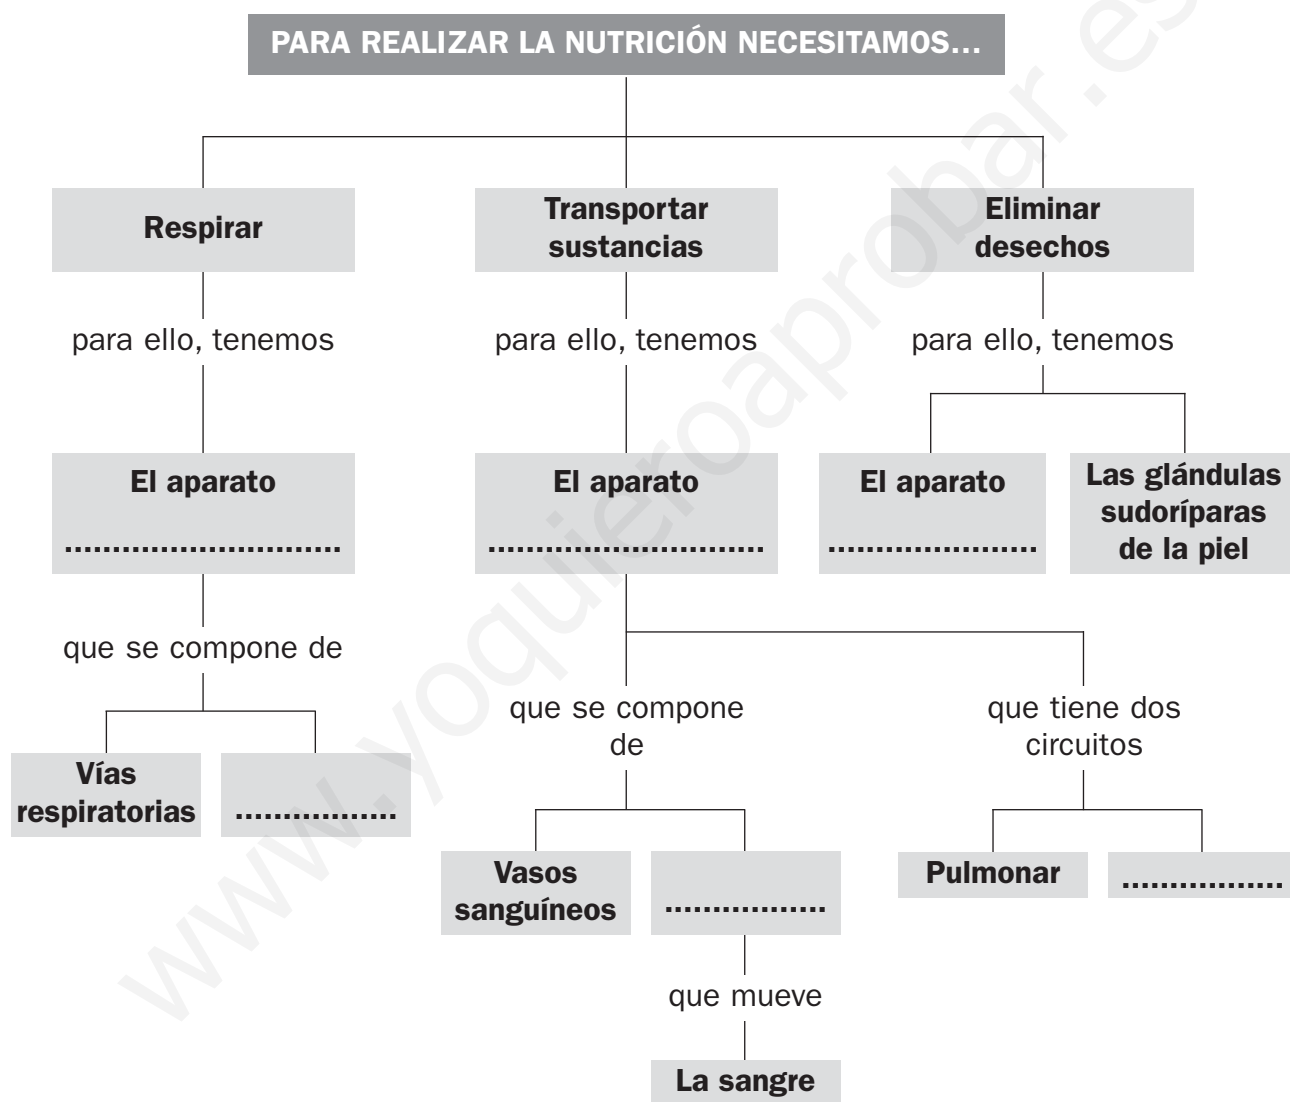 PARA REALIZAR LA NUTRICIÓN NECESITAMOS...
Respirar
Transportar
sustancias
Eliminar
desechos
para ello, tenemos
para ello, tenemos
para ello, tenemos
El aparato
.............................
El aparato
.............................
El aparato
......................
Las glándulas
sudoríparas
de la piel
que se compone de
Vías
respiratorias
.................
que se compone
de
que tiene dos
circuitos
Vasos
sanguíneos
.................
Pulmonar
.................
que mueve
La sangre
www.yoquieroaprobar.es